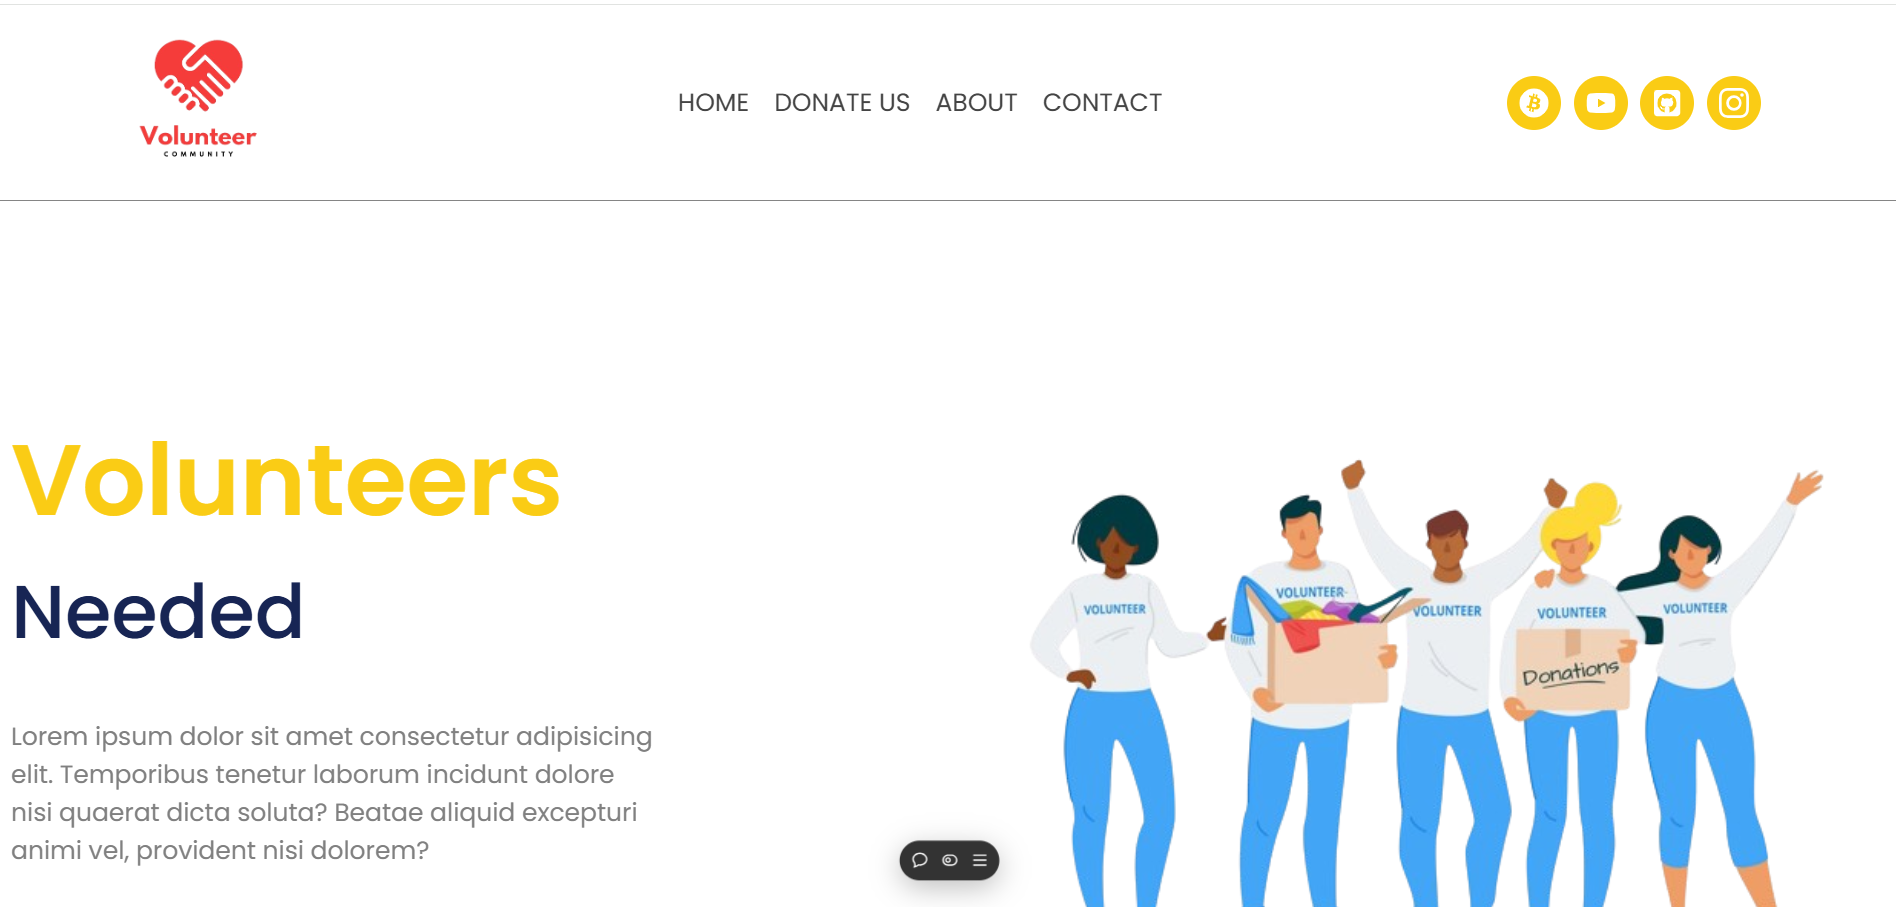 Volunteer
COMMUNITY
HOME DONATE US ABOUT CONTACT
Volunteers
Needed
Lorem ipsum dolor sit amet consectetur adipisicing
elit. Temporibus tenetur laborum incidunt dolore
nisi quaerat dicta soluta? Beatae aliquid excepturi
animi vel, provident nisi dolorem?
VOLUNTEER
VOLUNTEER
VOLUNTEER
VOLUNTEER
VOLUNTEER
Donations